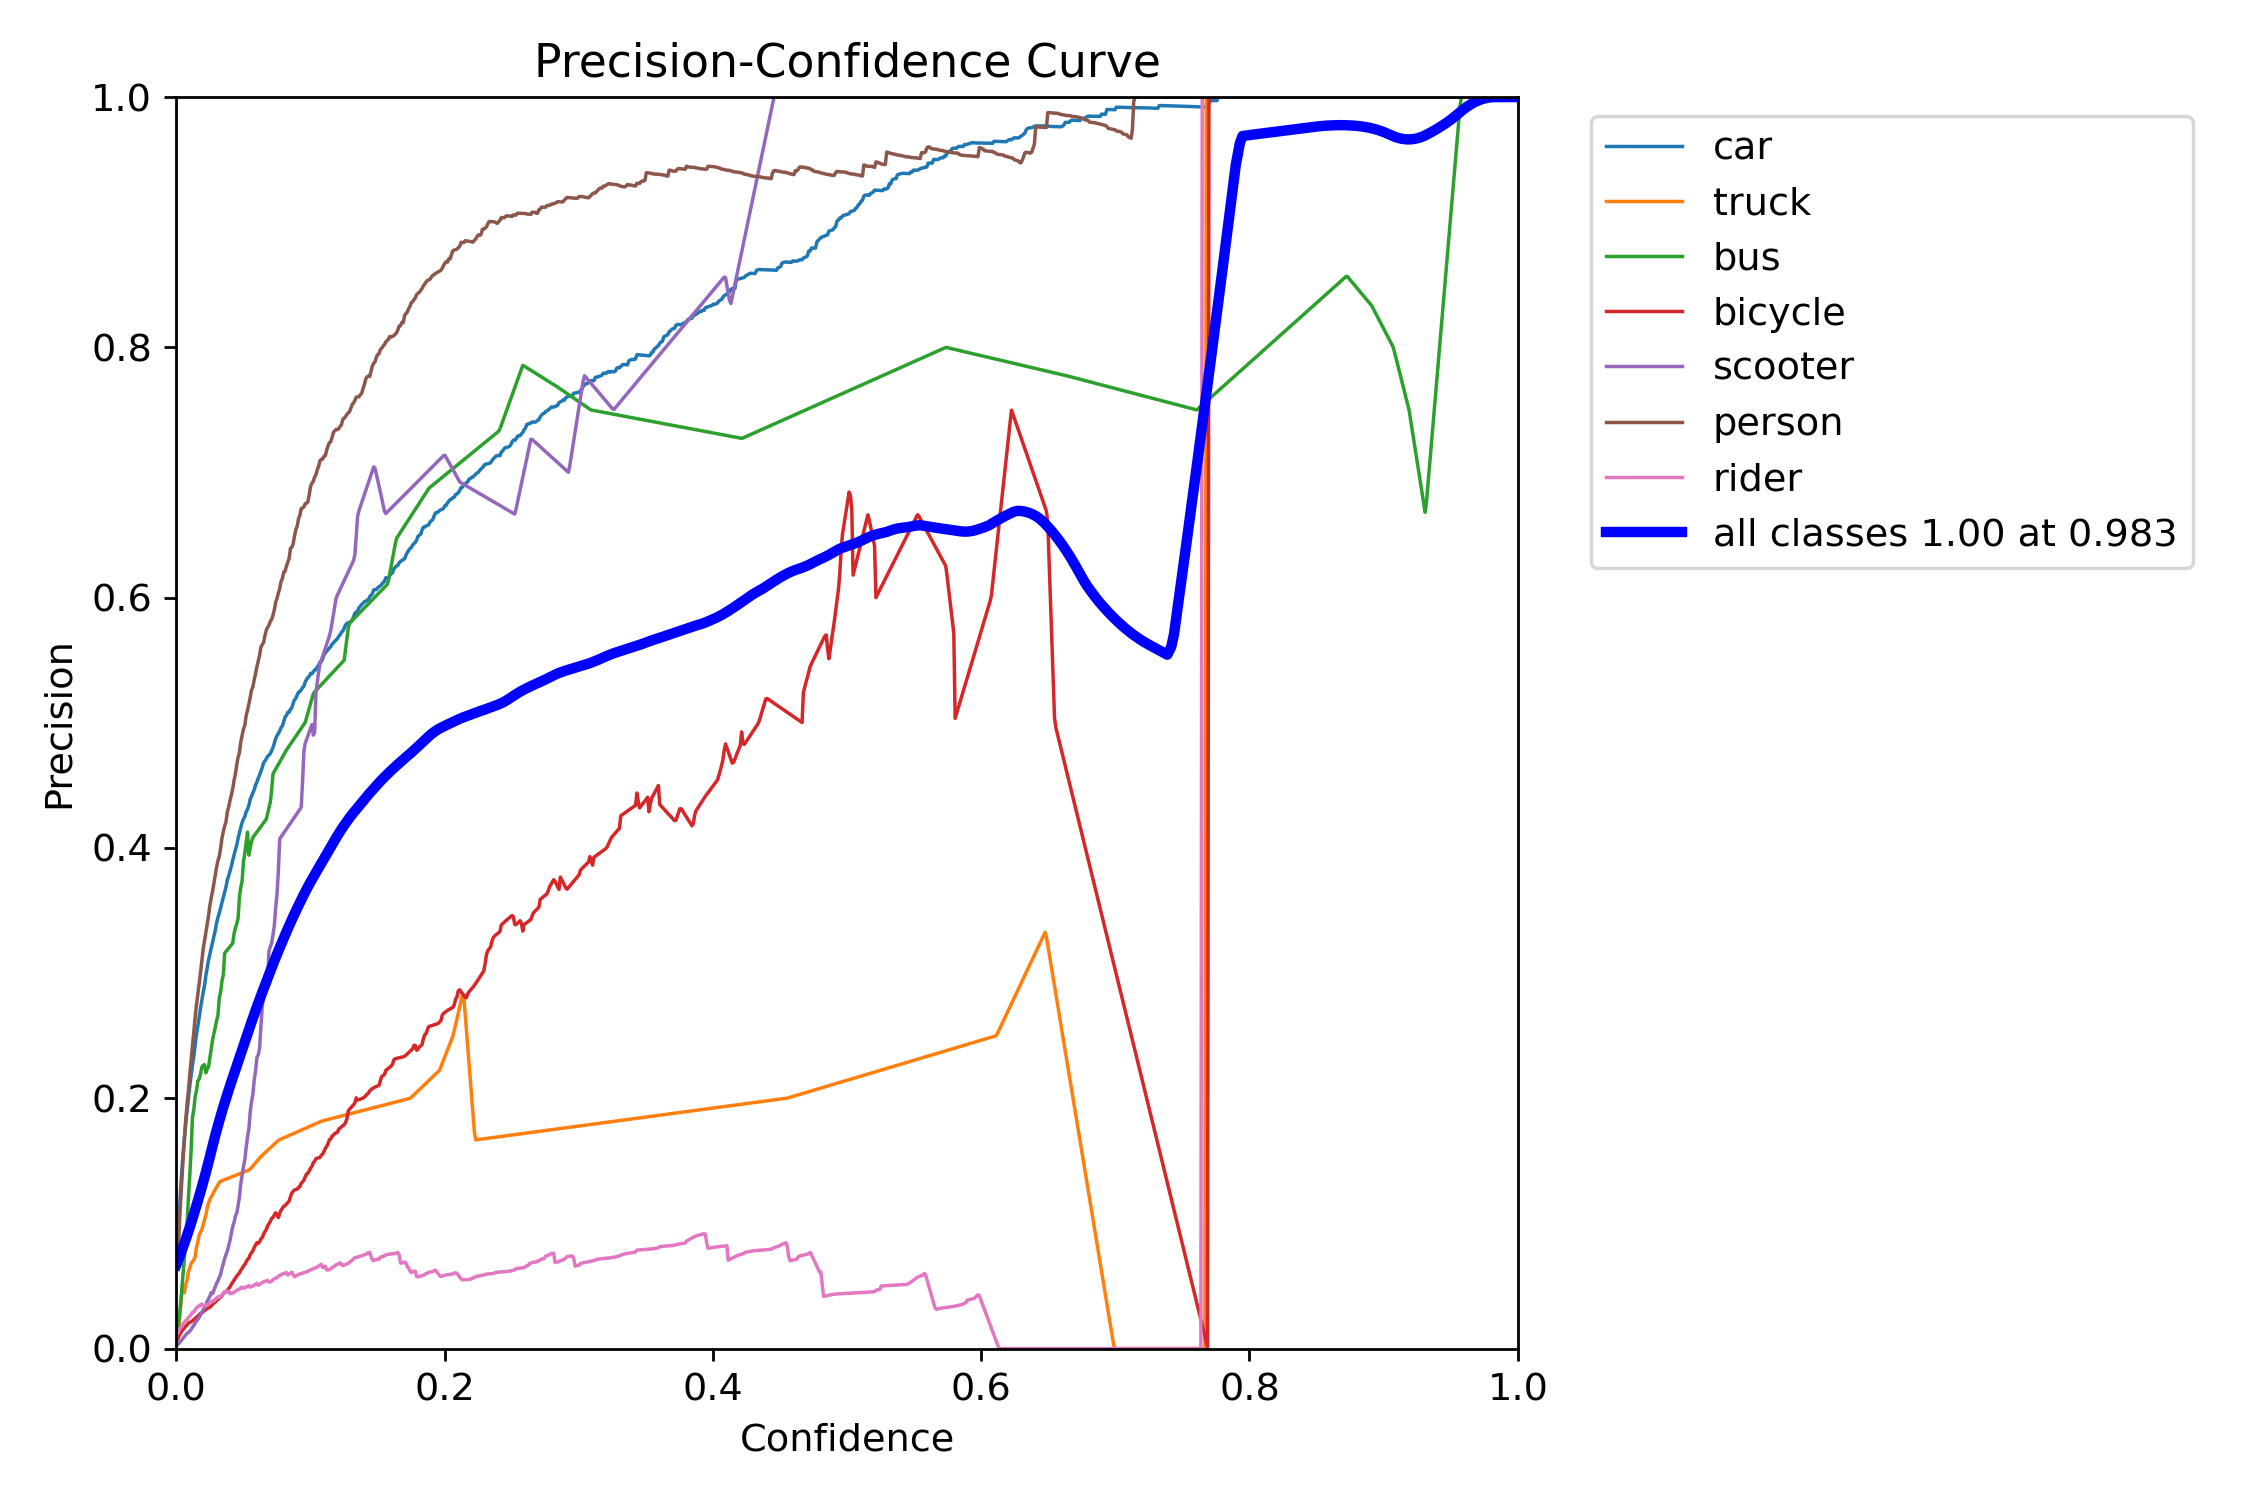 Precision-Confidence Curve
1.0
0.8
0.6
0.4
0.2
0.0
Precision
0.0 0.2 0.4 0.6 0.8 1.0
Confidence
car
truck
bus
bicycle
scooter
person
rider
all classes 1.00 at 0.983